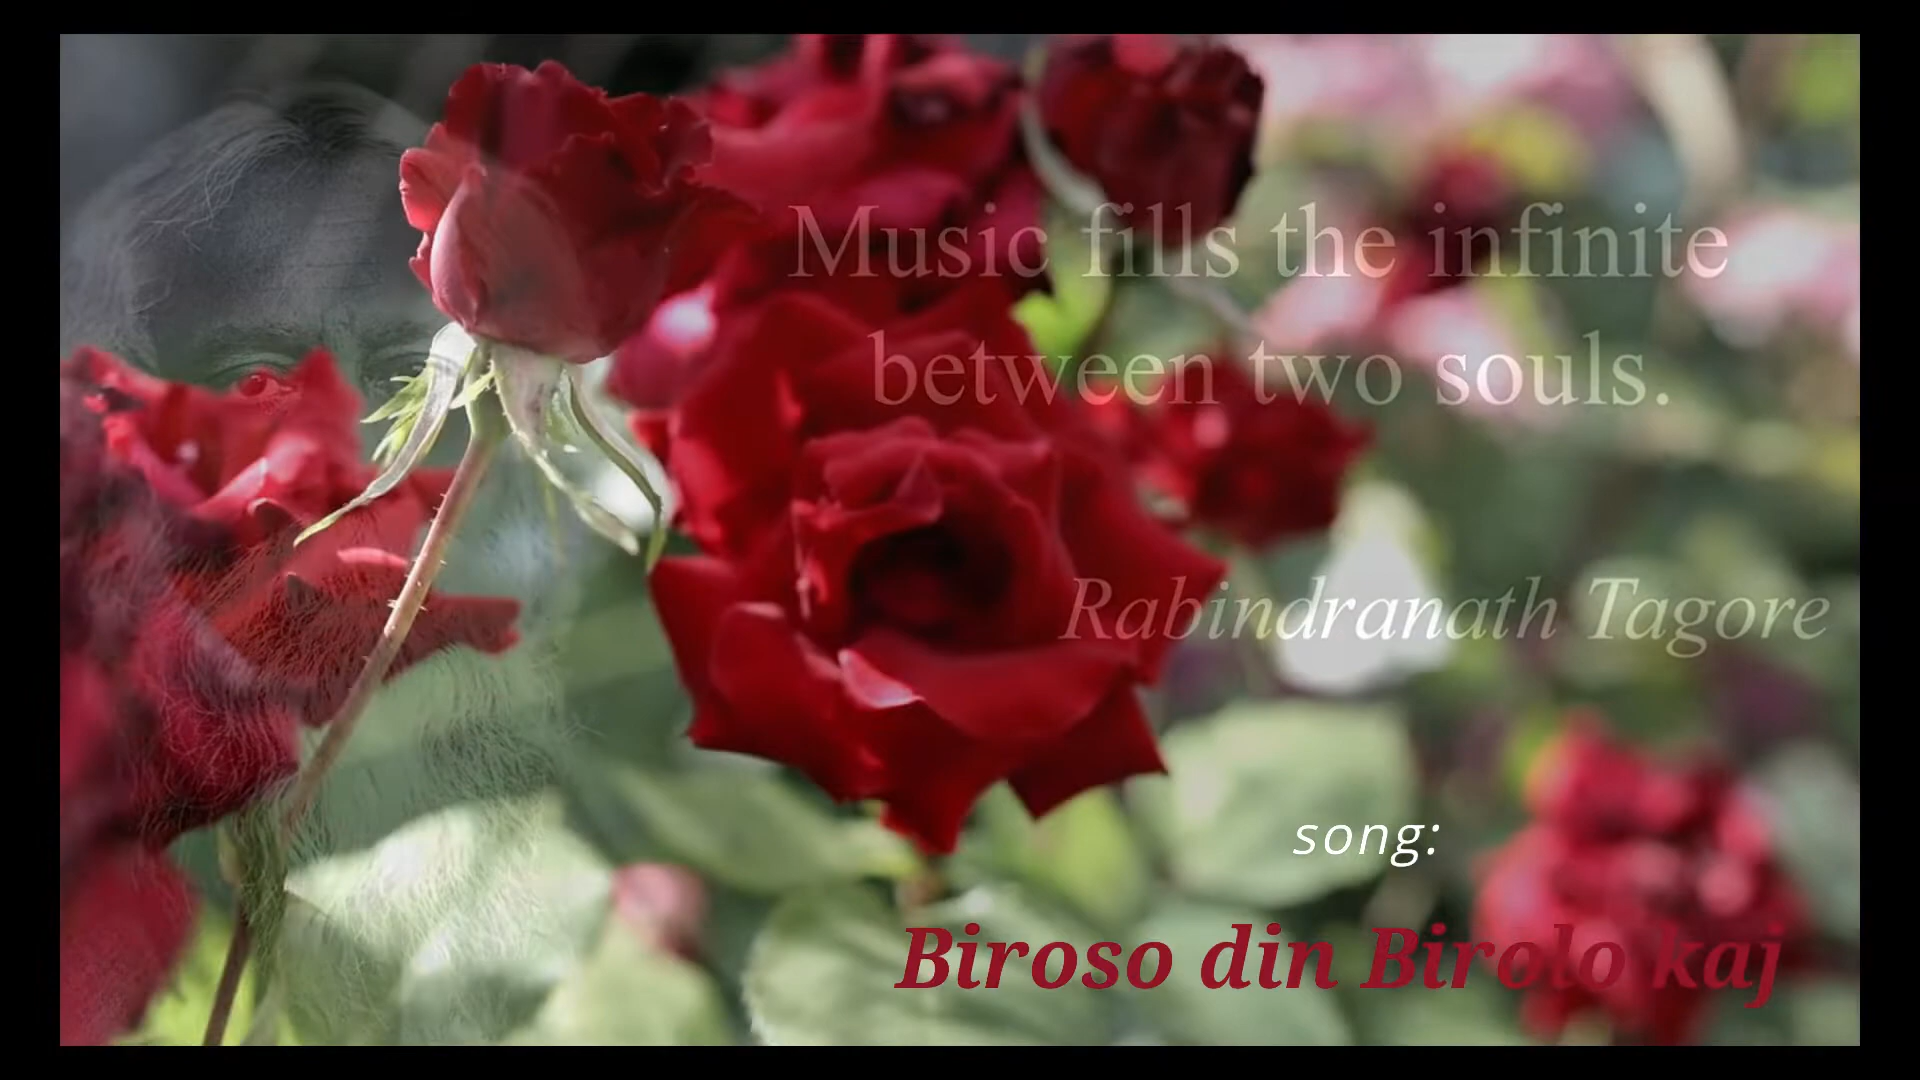 Music fills the infinite
between two souls.
Rabindranath Tagore
song:
Biroso din Birolo kaj